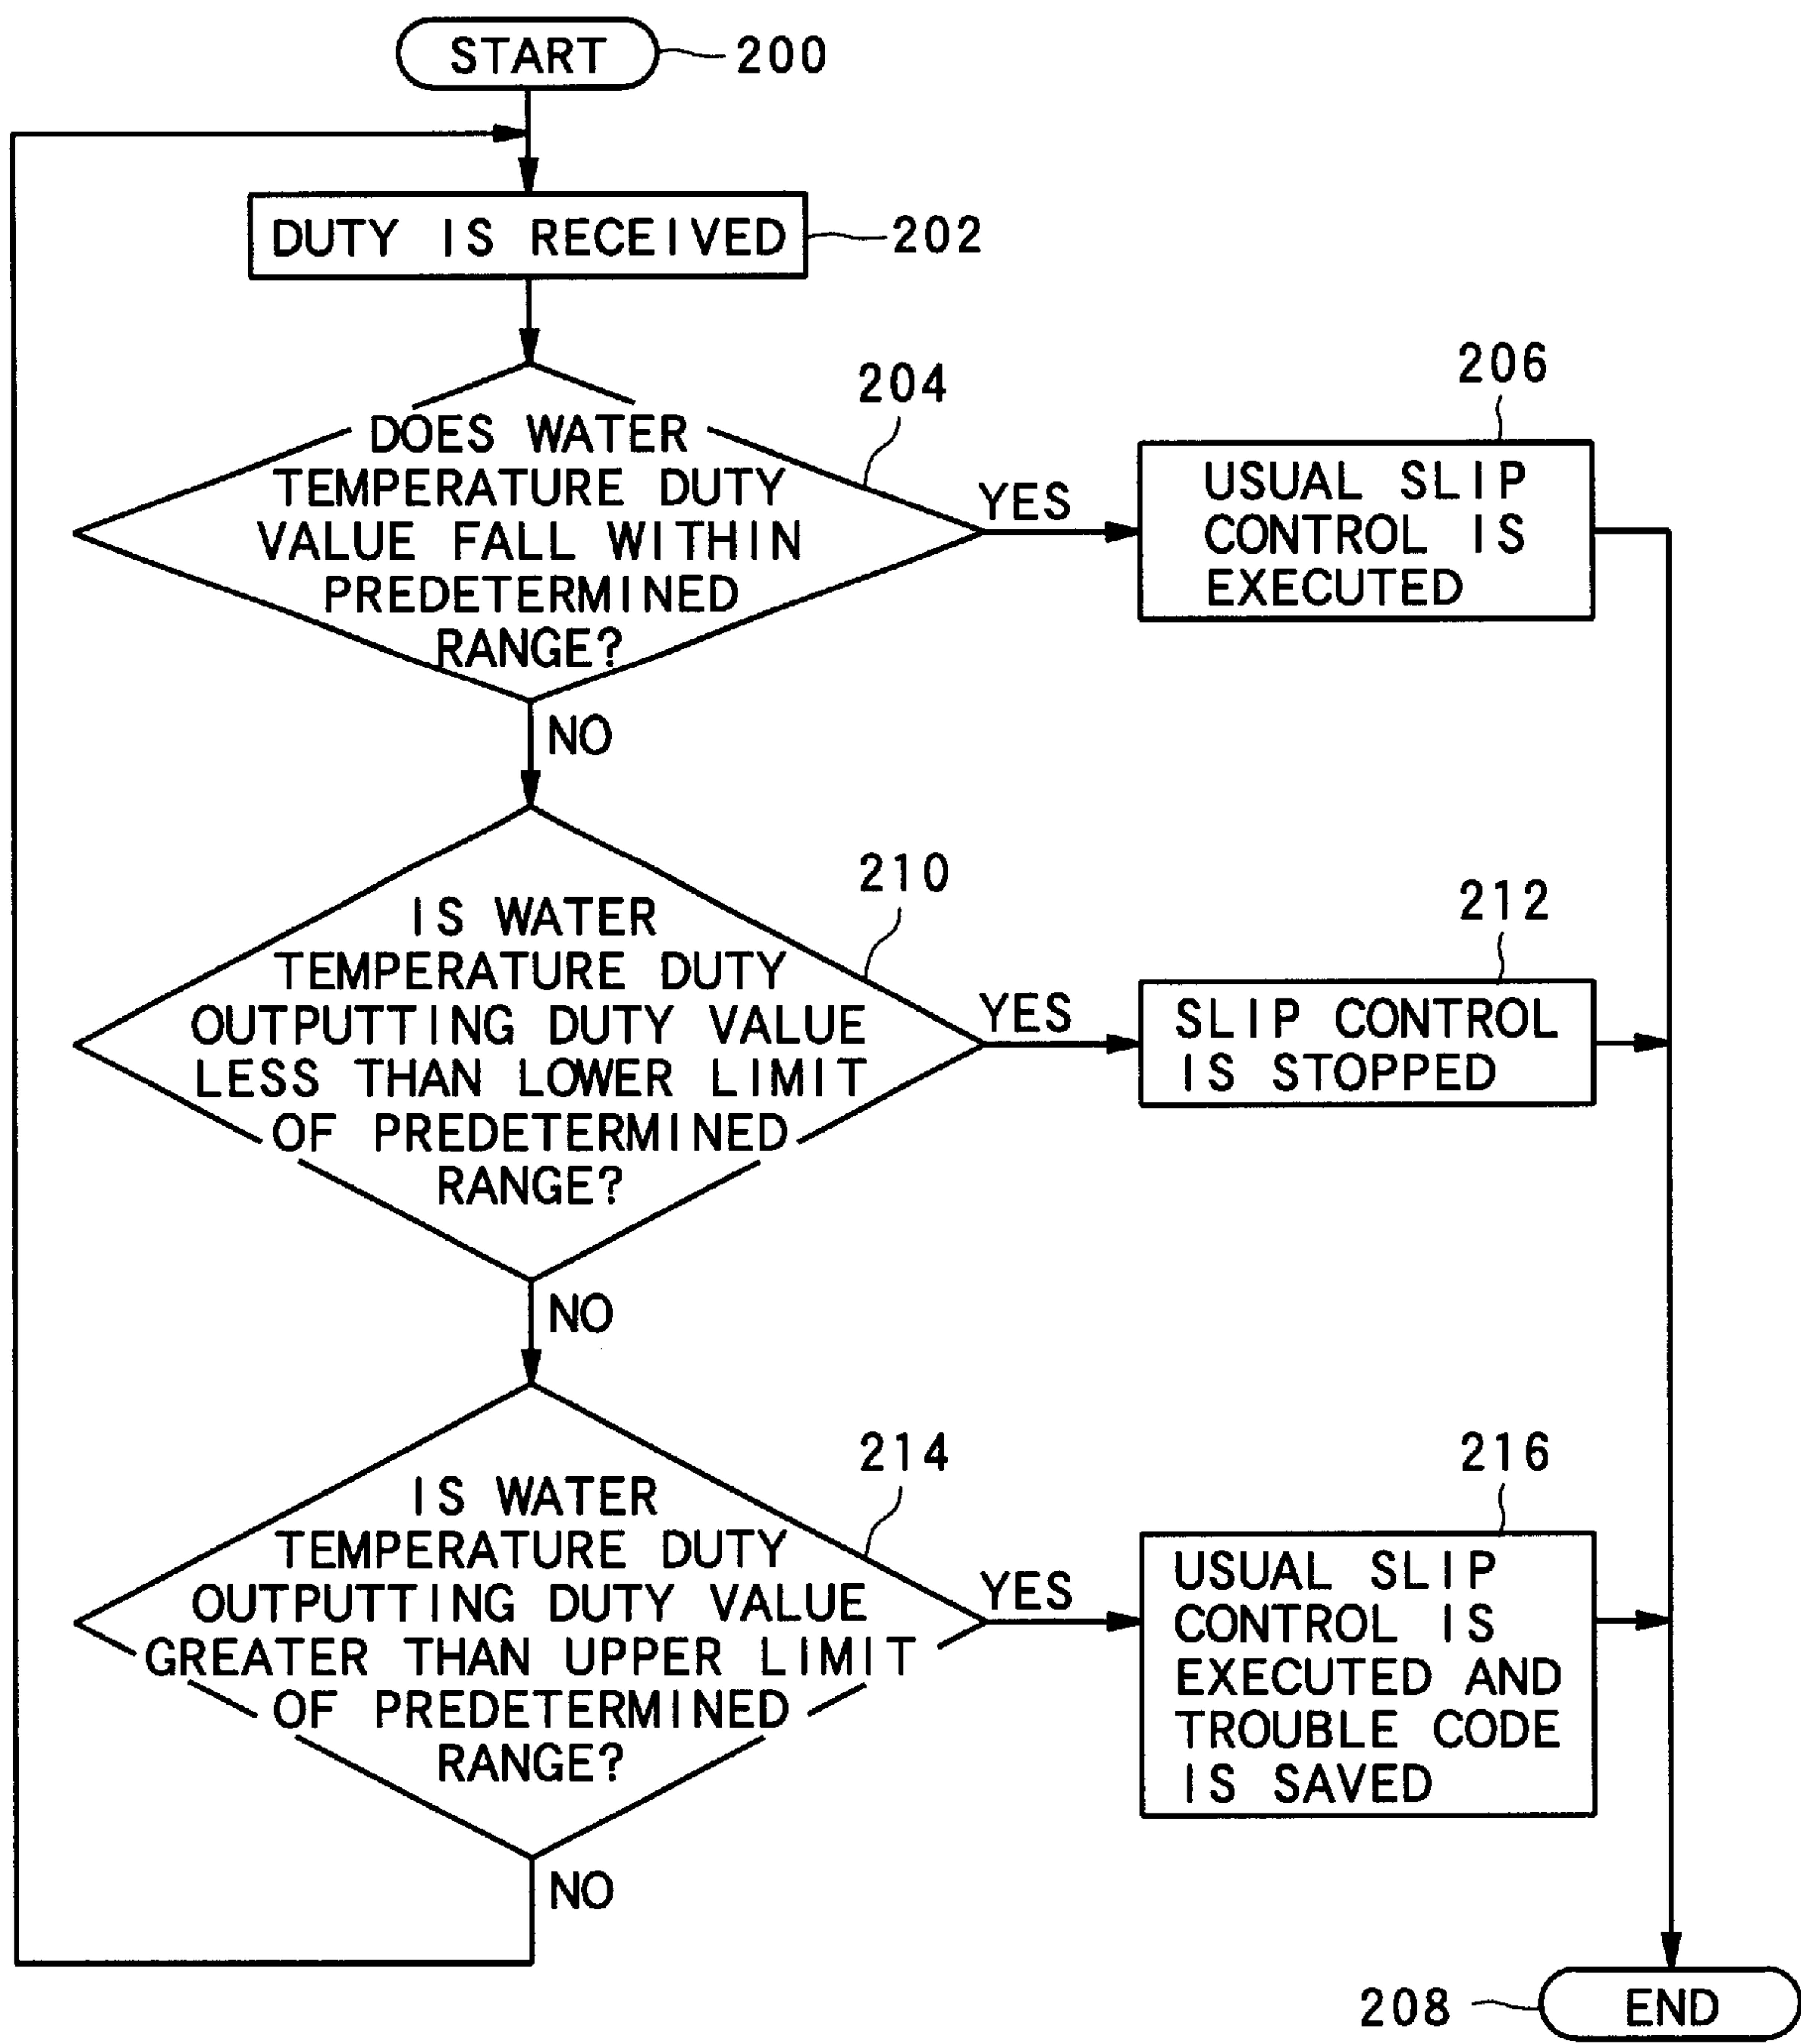 START
200
DUTY IS RECEIVED
202
204
DOES WATER
TEMPERATURE DUTY
VALUE FALL WITHIN
PREDETERMINED
RANGE?
YES
206
USUAL SLIP
CONTROL IS
EXECUTED
NO
210
IS WATER
TEMPERATURE DUTY
OUTPUTTING DUTY VALUE
LESS THAN LOWER LIMIT
OF PREDETERMINED
RANGE?
YES
212
SLIP CONTROL
IS STOPPED
NO
214
IS WATER
TEMPERATURE DUTY
OUTPUTTING DUTY VALUE
GREATER THAN UPPER LIMIT
OF PREDETERMINED
RANGE?
YES
216
USUAL SLIP
CONTROL IS
EXECUTED AND
TROUBLE CODE
IS SAVED
NO
208
END